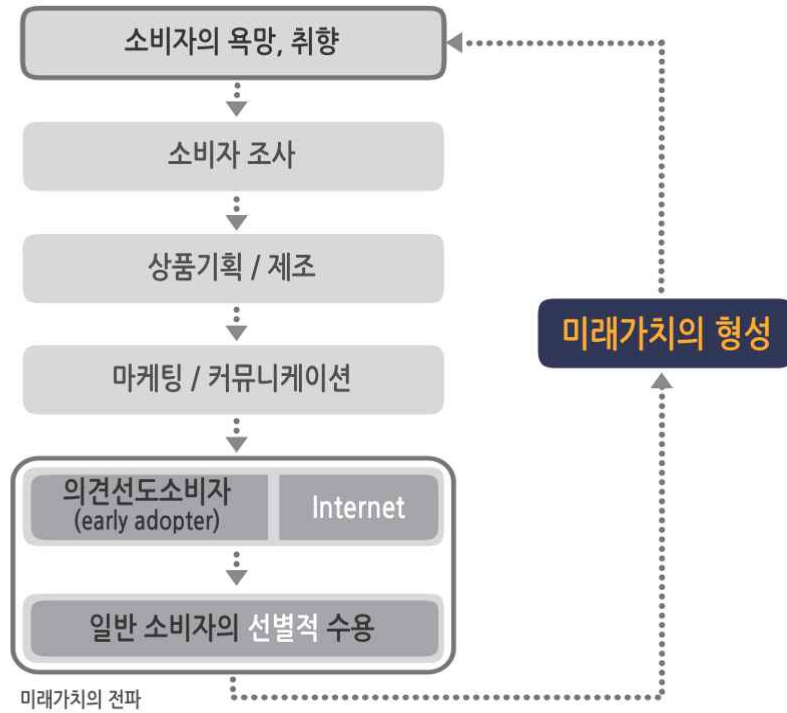 소비자의 욕망, 취향
소비자 조사
상품기획 / 제조
미래가치의 형성
마케팅 / 커뮤니케이션
의견선도소비자
(early adopter)
Internet
일반 소비자의 선별적 수용
미래가치의 전파